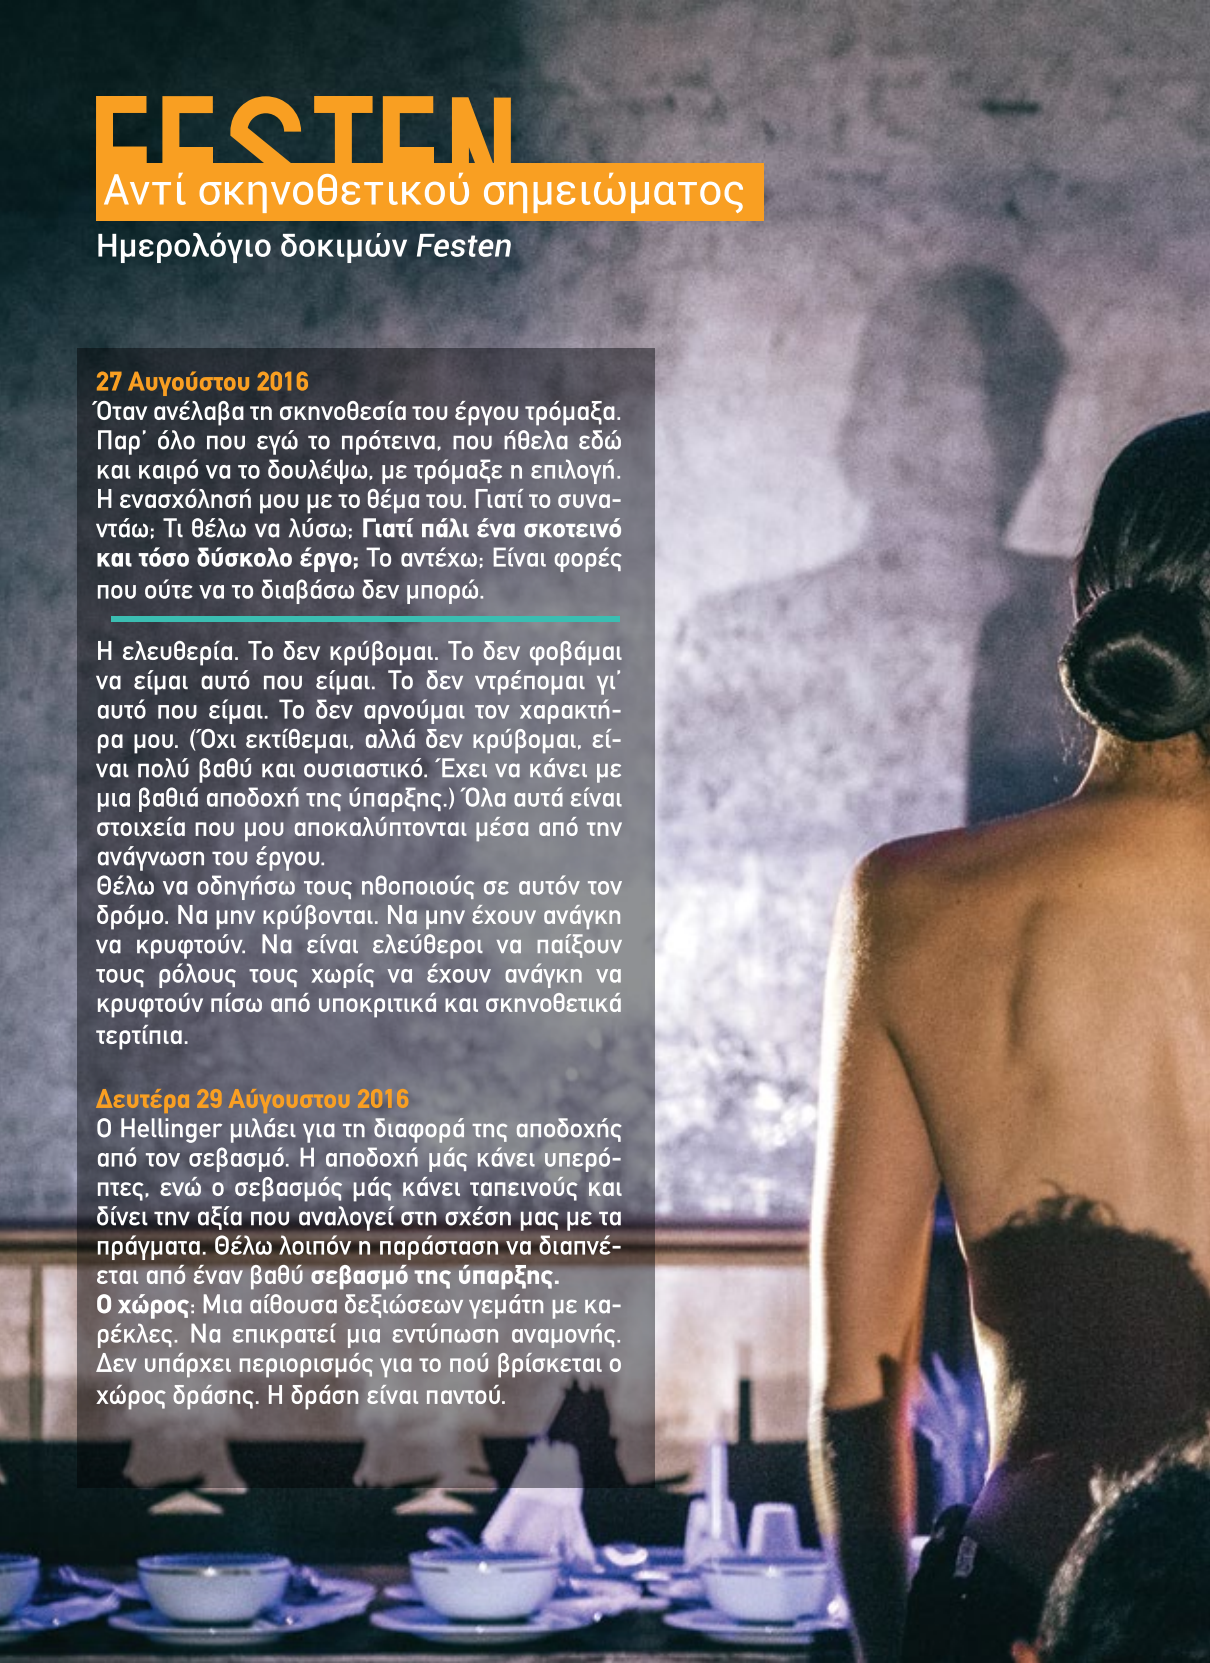 FESTEN
Αντί σκηνοθετικού σημειώματος
Ημερολόγιο δοκιμών Festen
27 Αυγούστου 2016
Όταν ανέλαβα τη σκηνοθεσία του έργου τρόμαξα.
Παρ’ όλο που εγώ το πρότεινα, που ήθελα εδώ
και καιρό να το δουλέψω, με τρόμαξε η επιλογή.
Η ενασχόλησή μου με το θέμα του. Γιατί το συνα-
ντάω; Τι θέλω να λύσω; Γιατί πάλι ένα σκοτεινό
και τόσο δύσκολο έργο; Το αντέχω; Είναι φορές
που ούτε να το διαβάσω δεν μπορώ.
Η ελευθερία. Το δεν κρύβομαι. Το δεν φοβάμαι
να είμαι αυτό που είμαι. Το δεν ντρέπομαι γι’
αυτό που είμαι. Το δεν αρνούμαι τον χαρακτή-
ρα μου. (Όχι εκτίθεμαι, αλλά δεν κρύβομαι, εί-
ναι πολύ βαθύ και ουσιαστικό. Έχει να κάνει με
μια βαθιά αποδοχή της ύπαρξης.) Όλα αυτά είναι
στοιχεία που μου αποκαλύπτονται μέσα από την
ανάγνωση του έργου.
Θέλω να οδηγήσω τους ηθοποιούς σε αυτόν τον
δρόμο. Να μην κρύβονται. Να μην έχουν ανάγκη
να κρυφτούν. Να είναι ελεύθεροι να παίξουν
τους ρόλους τους χωρίς να έχουν ανάγκη να
κρυφτούν πίσω από υποκριτικά και σκηνοθετικά
τερτίπια.
Δευτέρα 29 Αύγουστου 2016
Ο Hellinger μιλάει για τη διαφορά της αποδοχής
από τον σεβασμό. Η αποδοχή μάς κάνει υπερό-
πτες, ενώ ο σεβασμός μάς κάνει ταπεινούς και
δίνει την αξία που αναλογεί στη σχέση μας με τα
πράγματα. Θέλω λοιπόν η παράσταση να διαπνέ-
εται από έναν βαθύ σεβασμό της ύπαρξης.
Ο χώρος: Μια αίθουσα δεξιώσεων γεμάτη με κα-
ρέκλες. Να επικρατεί μια εντύπωση αναμονής.
Δεν υπάρχει περιορισμός για το πού βρίσκεται ο
χώρος δράσης. Η δράση είναι παντού.